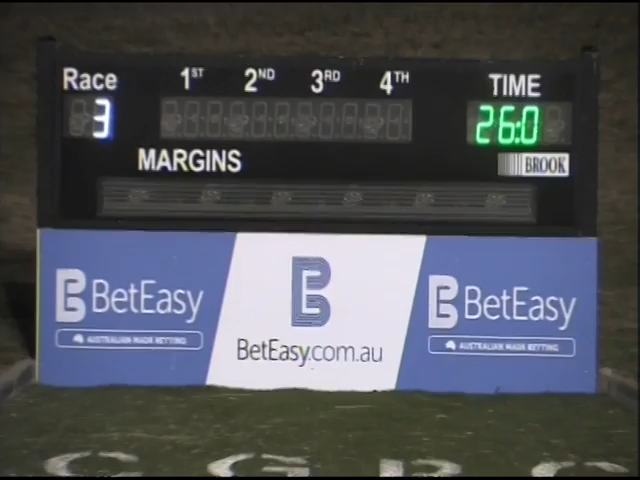 Race 1ST 2ND 3RD 4TH TIME
3 26:0
MARGINS BROOK
BetEasy
AUSTRALIAN MADE BETTING
BetEasy.com.au
BetEasy
AUSTRALIAN MADE BETTING